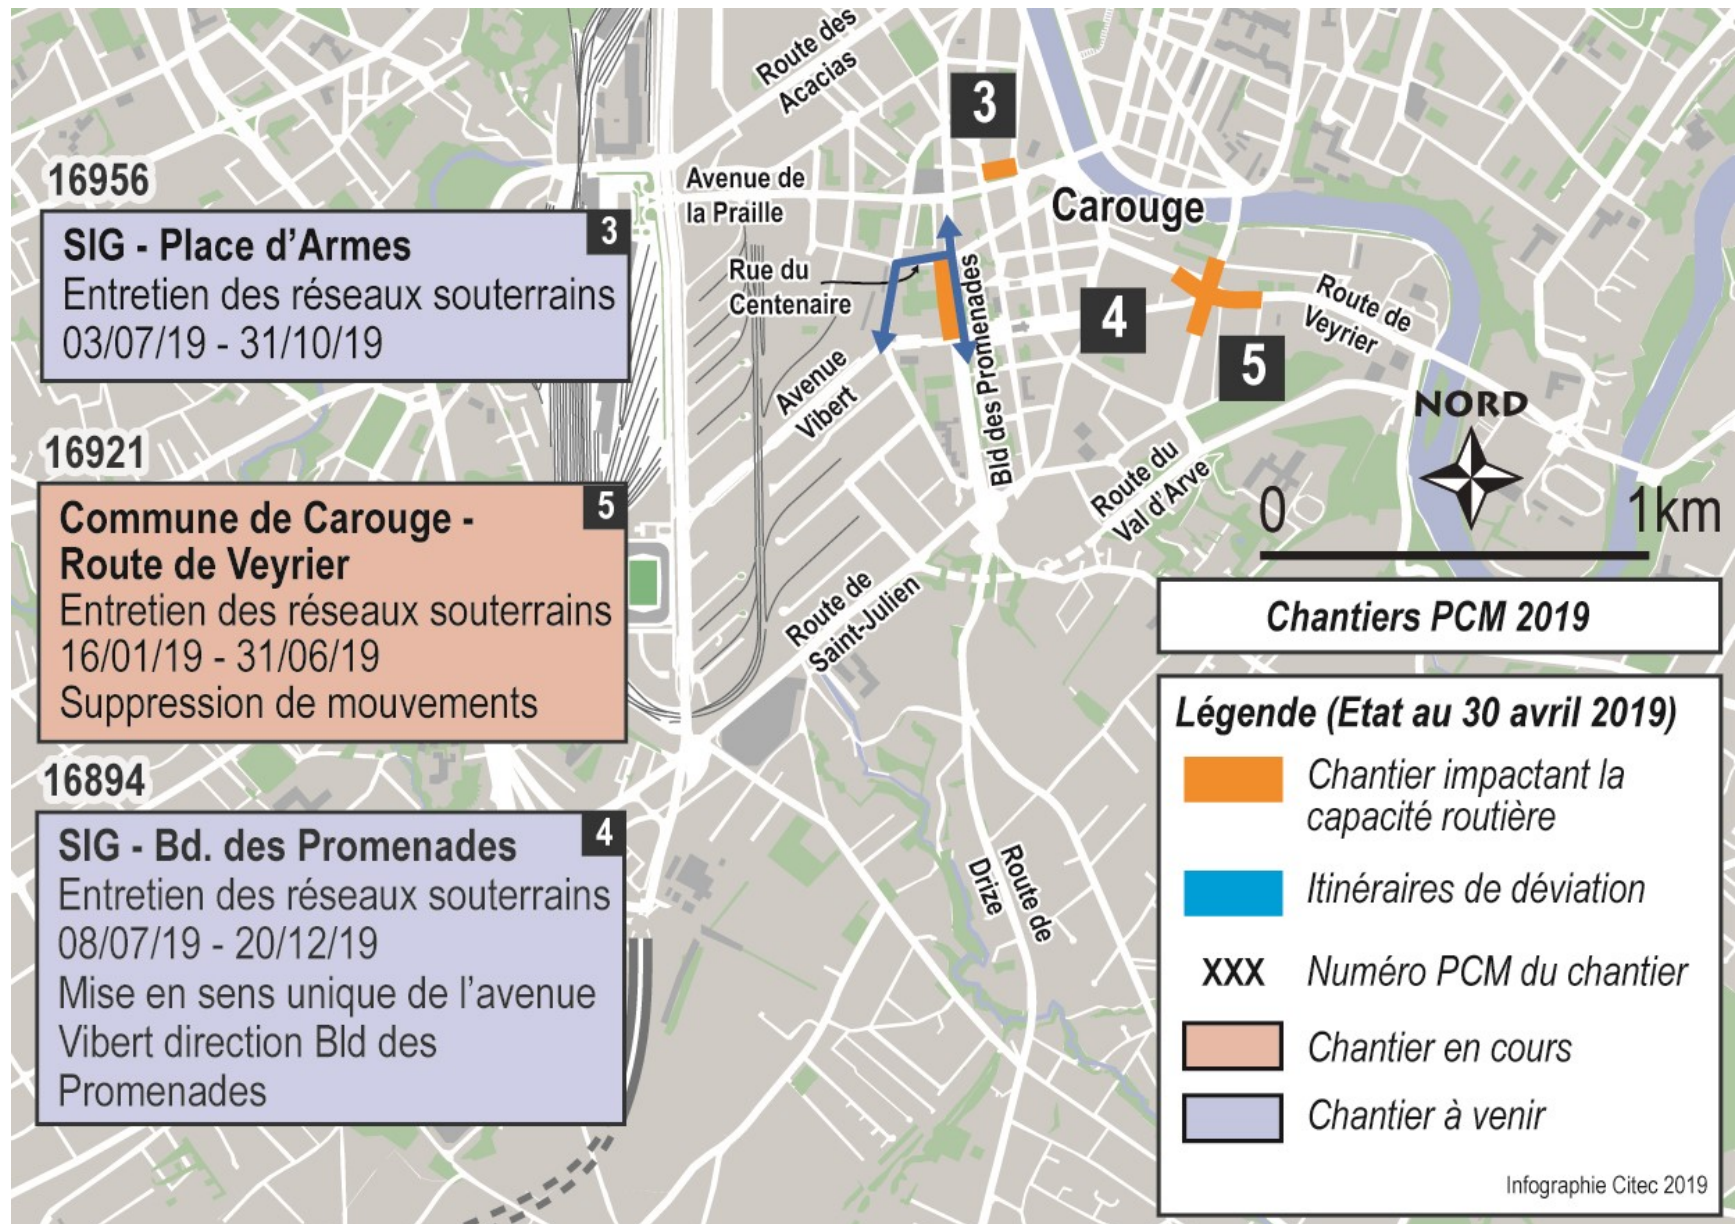 Route des
Acacias
3
16956
SIG - Place d'Armes
3
Entretien des réseaux souterrains
03/07/19 - 31/10/19
Avenue de
la Praille
Carouge
Rue du
Centenaire
4
5
Route de
Veyrier
Avenue
Vibert
Bld des Promenades
NORD
Route du
Val d'Arve
0
1km
16921
Commune de Carouge -
5
Route de Veyrier
Entretien des réseaux souterrains
16/01/19 - 31/06/19
Suppression de mouvements
Route de
Saint-Julien
Chantiers PCM 2019
16894
SIG - Bd. des Promenades
4
Entretien des réseaux souterrains
08/07/19 - 20/12/19
Mise en sens unique de l'avenue
Vibert direction Bld des
Promenades
Route de
Drize
Légende (Etat au 30 avril 2019)
Chantier impactant la
capacité routière
Itinéraires de déviation
XXX Numéro PCM du chantier
Chantier en cours
Chantier à venir
Infographie Citec 2019